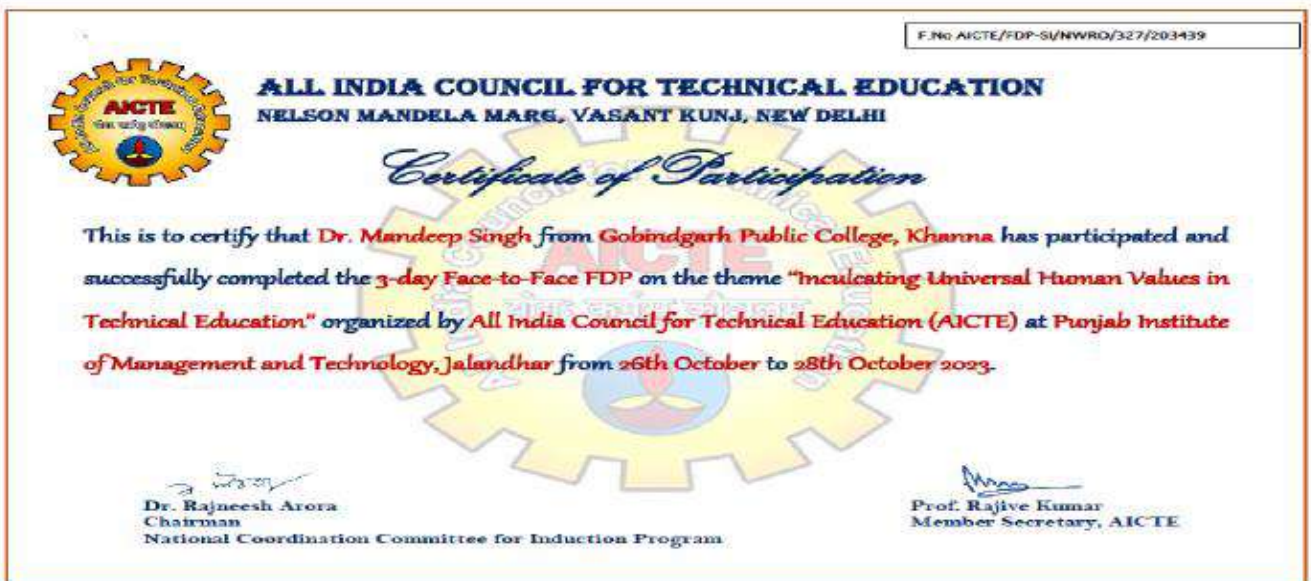 F.No AICTE/FDP-SI/NWRO/327/203439
AICTE
ALL INDIA COUNCIL FOR TECHNICAL EDUCATION
NELSON MANDELA MARG, VASANT KUNJ, NEW DELHI
Certificate of Participation
This is to certify that Dr. Mandeep Singh from Gobindgarh Public College, Khanna has participated and
successfully completed the 3-day Face-to-Face FDP on the theme "Inculcating Universal Human Values in
Technical Education" organized by All India Council for Technical Education (AICTE) at Punjab Institute
of Management and Technology, Jalandhar from 26th October to 28th October 2023.
Dr. Rajneesh Arora
Chairman
National Coordination Committee for Induction Program
Prof. Rajive Kumar
Member Secretary, AICTE